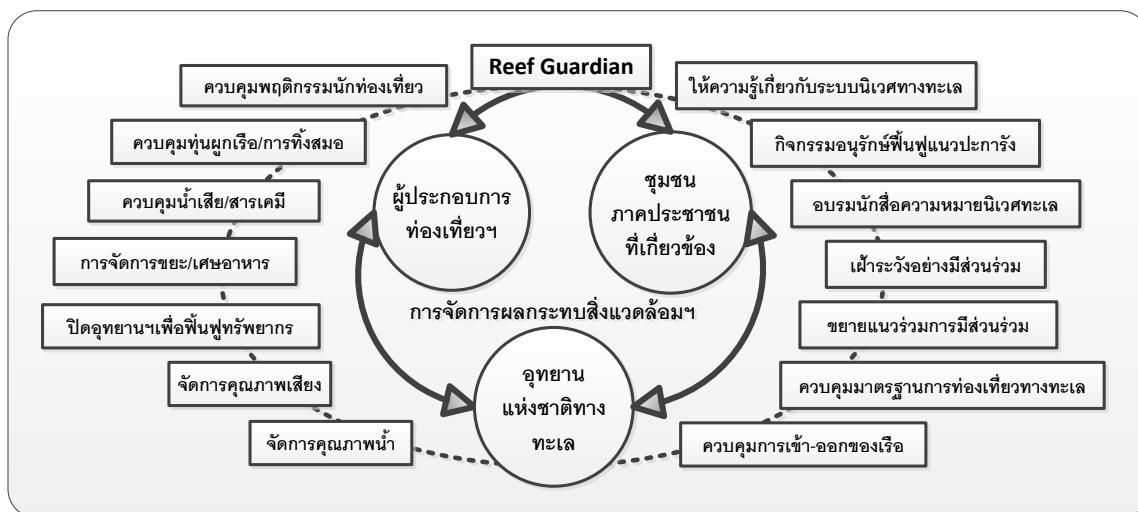 Reef Guardian
ควบคุมพฤติกรรมนักท่องเที่ยว
ให้ความรู้เกี่ยวกับระบบนิเวศทางทะเล
ควบคุมทุ่นผูกเรือ/การทิ้งสมอ
กิจกรรมอนุรักษ์ฟื้นฟูแนวปะการัง
ผู้ประกอบการ
ท่องเที่ยวฯ
ชุมชน
ภาคประชาชน
ที่เกี่ยวข้อง
ควบคุมน้ำเสีย/สารเคมี
อบรมนักสื่อความหมายนิเวศทะเล
การจัดการขยะ/เศษอาหาร
เฝ้าระวังอย่างมีส่วนร่วม
การจัดการผลกระทบสิ่งแวดล้อมฯ
ปิดอุทยานฯเพื่อฟื้นฟูทรัพยากร
ขยายแนวร่วมการมีส่วนร่วม
จัดการคุณภาพเสียง
อุทยาน
แห่งชาติทาง
ทะเล
ควบคุมมาตรฐานการท่องเที่ยวทางทะเล
จัดการคุณภาพน้ำ
ควบคุมการเข้า-ออกของเรือ